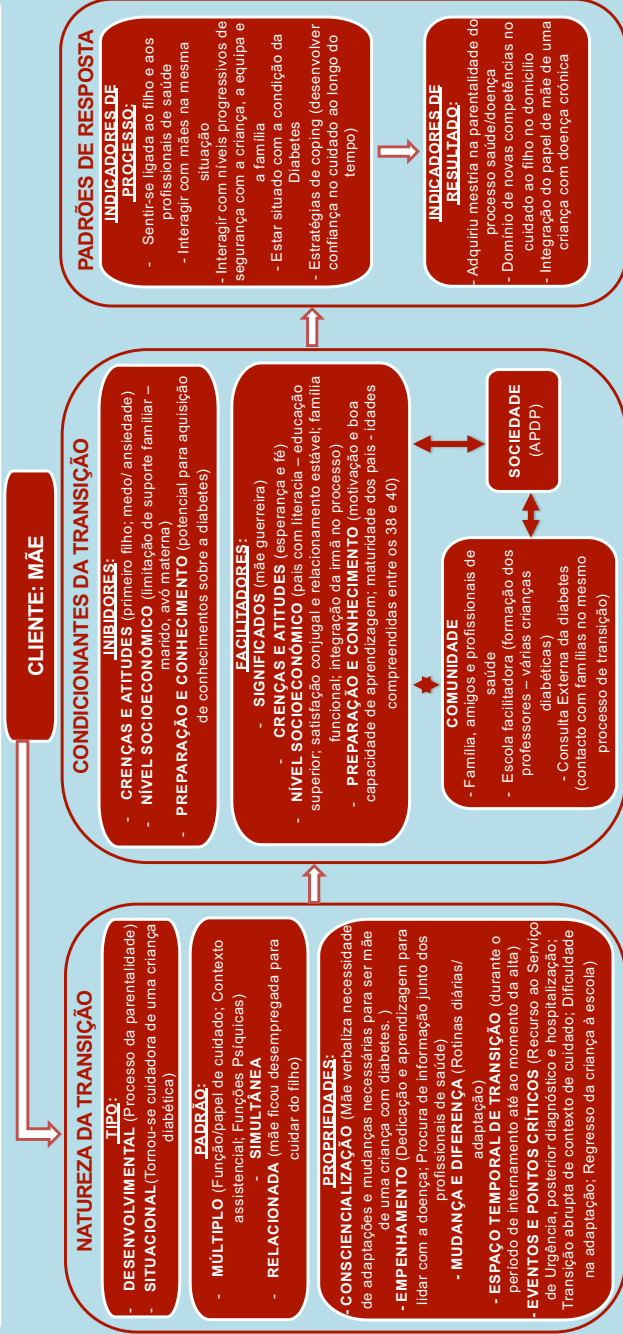 CLIENTE: MÃE
NATUREZA DA TRANSIÇÃO
TIPO:
- DESENVOLVIMENTAL (Processo da parentalidade)
- SITUACIONAL(Tornou-se cuidadora de uma criança
diabética)
PADRÃO:
- MÚLTIPLO (Função/papel de cuidado; Contexto
assistencial; Funções Psíquicas)
- SIMULTÂNEA
- RELACIONADA (mãe ficou desempregada para
cuidar do filho)
PROPRIEDADES:
- CONSCIENCIALIZAÇÃO (Mãe verbaliza necessidade
de adaptações e mudanças necessárias para ser mãe
de uma criança com diabetes, )
- EMPENHAMENTO (Dedicação e aprendizagem para
lidar com a doença; Procura de informação junto dos
profissionais de saúde)
- MUDANÇA E DIFERENÇA (Rotinas diárias/
adaptação)
- ESPAÇO TEMPORAL DE TRANSIÇÃO (durante o
período de internamento até ao momento da alta)
- EVENTOS E PONTOS CRÍTICOS (Recurso ao Serviço
de Urgência, posterior diagnóstico e hospitalização;
Transição abrupta de contexto de cuidado; Dificuldade
na adaptação; Regresso da criança à escola)
CONDICIONANTES DA TRANSIÇÃO
INIBIDORES:
- CRENÇAS E ATITUDES (primeiro filho; medo/ ansiedade)
- NÍVEL SOCIOECONÓMICO (limitação de suporte familiar –
marido, avó materna)
- PREPARAÇÃO E CONHECIMENTO (potencial para aquisição
de conhecimentos sobre a diabetes)
FACILITADORES:
- SIGNIFICADOS (mãe guerreira)
- CRENÇAS E ATITUDES (esperança e fé)
- NÍVEL SOCIOECONÓMICO (pais com literacia – educação
superior; satisfação conjugal e relacionamento estável; família
funcional; integração da irmã no processo)
- PREPARAÇÃO E CONHECIMENTO (motivação e boa
capacidade de aprendizagem; maturidade dos pais - idades
compreendidas entre os 38 e 40)
COMUNIDADE
- Família, amigos e profissionais de
saúde
- Escola facilitadora (formação dos
professores – várias crianças
diabéticas)
- Consulta Externa da diabetes
(contacto com famílias no mesmo
processo de transição)
SOCIEDADE
(APDP)
PADRÕES DE RESPOSTA
INDICADORES DE
PROCESSO:
- Sentir-se ligada ao filho e aos
profissionais de saúde
- Interagir com mães na mesma
situação
- Interagir com níveis progressivos de
segurança com a criança, a equipa e
a família
- Estar situado com a condição da
Diabetes
- Estratégias de coping (desenvolver
confiança no cuidado ao longo do
tempo)
INDICADORES DE
RESULTADO:
- Adquiriu mestria na parentalidade do
processo saúde/doença
- Domínio de novas competências no
cuidado ao filho no domicílio
- Integração do papel de mãe de uma
criança com doença crónica